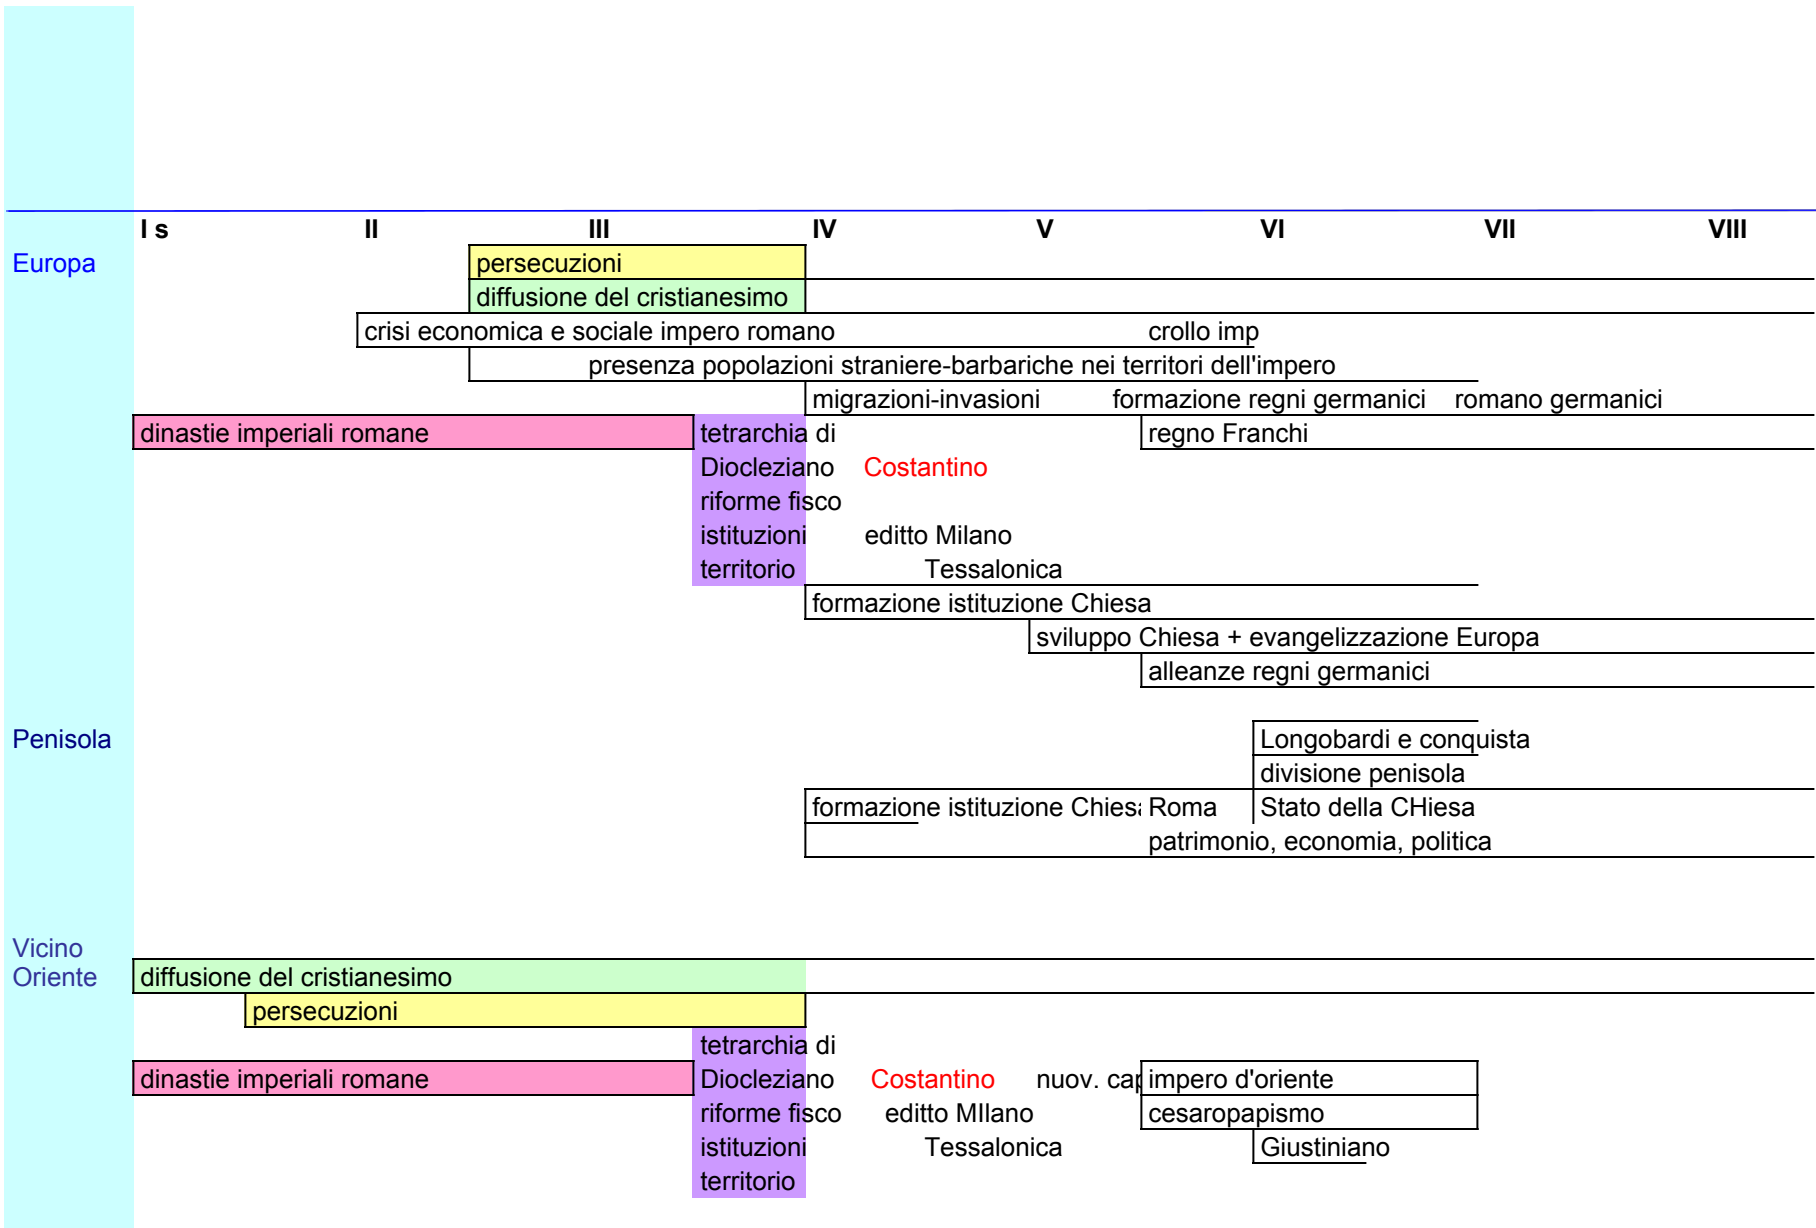 I s II III IV V VI VII VIII
Europa persecuzioni
diffusione del cristianesimo
crisi economica e sociale impero romano crollo imp
presenza popolazioni straniere-barbariche nei territori dell'impero
migrazioni-invasioni formazione regni germanici romano germanici
dinastie imperiali romane tetrarchia di regno Franchi
Diocleziano Costantino
riforme fisco
istituzioni editto Milano
territorio Tessalonica
formazione istituzione Chiesa
sviluppo Chiesa + evangelizzazione Europa
alleanze regni germanici
Penisola Longobardi e conquista
divisione penisola
formazione istituzione Chiesa Roma Stato della CHiesa
patrimonio, economia, politica
Vicino
Oriente diffusione del cristianesimo
persecuzioni
tetrarchia di
dinastie imperiali romane Diocleziano Costantino nuov. cap impero d'oriente
riforme fisco editto MIlano cesaropapismo
istituzioni Tessalonica Giustiniano
territorio